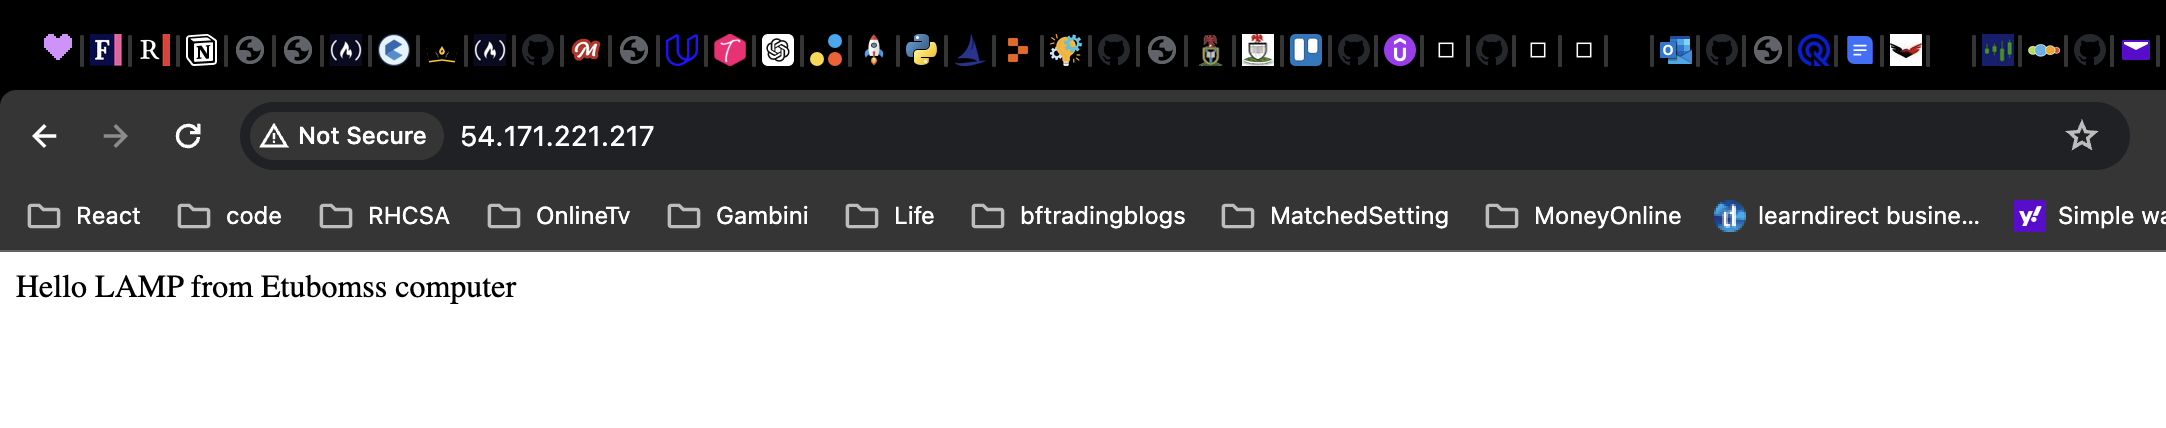 Not Secure 54.171.221.217
React code RHCSA OnlineTv Gambini Life bftradingblogs MatchedSetting MoneyOnline learndirect busine... Simple wa
Hello LAMP from Etubomss computer